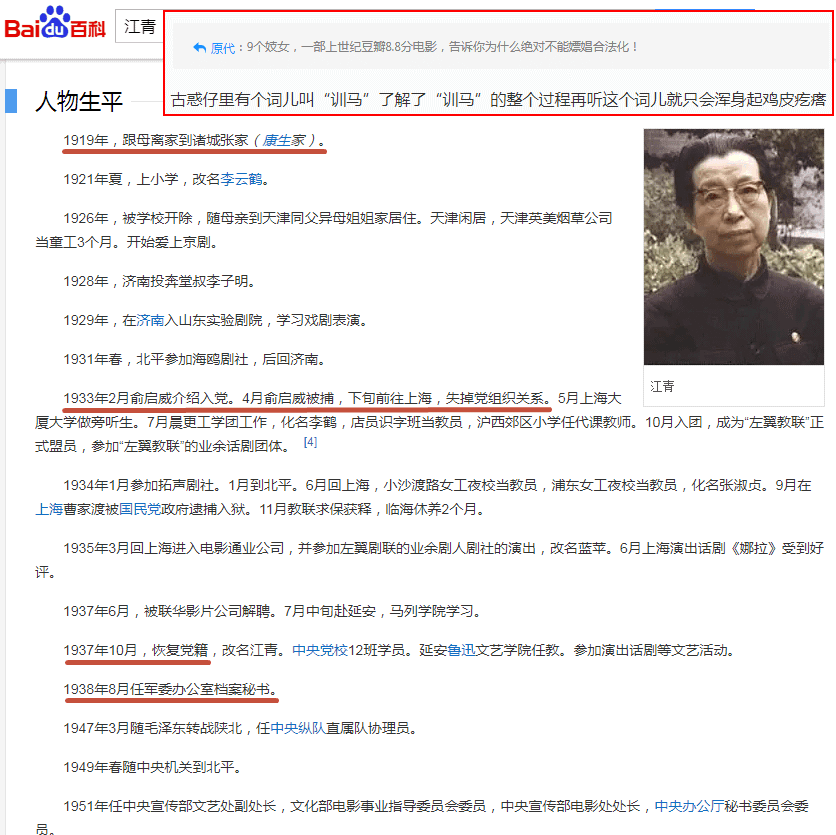 Baidu百科
江青
原代：9个妓女，一部上世纪豆瓣8.8分电影，告诉你为什么绝对不能嫖娼合法化！
古惑仔里有个词儿叫“训马”了解了“训马”的整个过程再听这个词儿就只会浑身起鸡皮疙瘩
人物生平
1919年，跟母离家到诸城张家（康生家）。
1921年夏，上小学，改名李云鹤。
1926年，被学校开除，随母亲到天津同父异母姐姐家居住。天津闲居，天津英美烟草公司
当童工3个月。开始爱上京剧。
1928年，济南投奔堂叔李子明。
1929年，在济南入山东实验剧院，学习戏剧表演。
1931年春，北平参加海鸥剧社，后回济南。
江青
1933年2月俞启威介绍入党。4月俞启威被捕，下旬前往上海，失掉党组织关系。5月上海大
厦大学做旁听生。7月晨更工学团工作，化名李鹤，店员识字班当教员，沪西郊区小学任代课教师。10月入团，成为“左翼教联”正
式盟员，参加“左翼教联”的业余话剧团体。 [4]
1934年1月参加拓声剧社。1月到北平。6月回上海，小沙渡路女工夜校当教员，浦东女工夜校当教员，化名张淑贞。9月在
上海曹家渡被国民党政府逮捕入狱。11月教联求保获释，临海休养2个月。
1935年3月回上海进入电影通业公司，并参加左翼剧联的业余剧人剧社的演出，改名蓝苹。6月上海演出话剧《娜拉》受到好
评。
1937年6月，被联华影片公司解聘。7月中旬赴延安，马列学院学习。
1937年10月，恢复党籍，改名江青。中央党校12班学员。延安鲁迅文艺学院任教。参加演出话剧等文艺活动。
1938年8月任军委办公室档案秘书。
1947年3月随毛泽东转战陕北，任中央纵队直属队协理员。
1949年春随中央机关到北平。
1951年任中央宣传部文艺处副处长，文化部电影事业指导委员会委员，中央宣传部电影处处长，中央办公厅秘书委员会委
员。